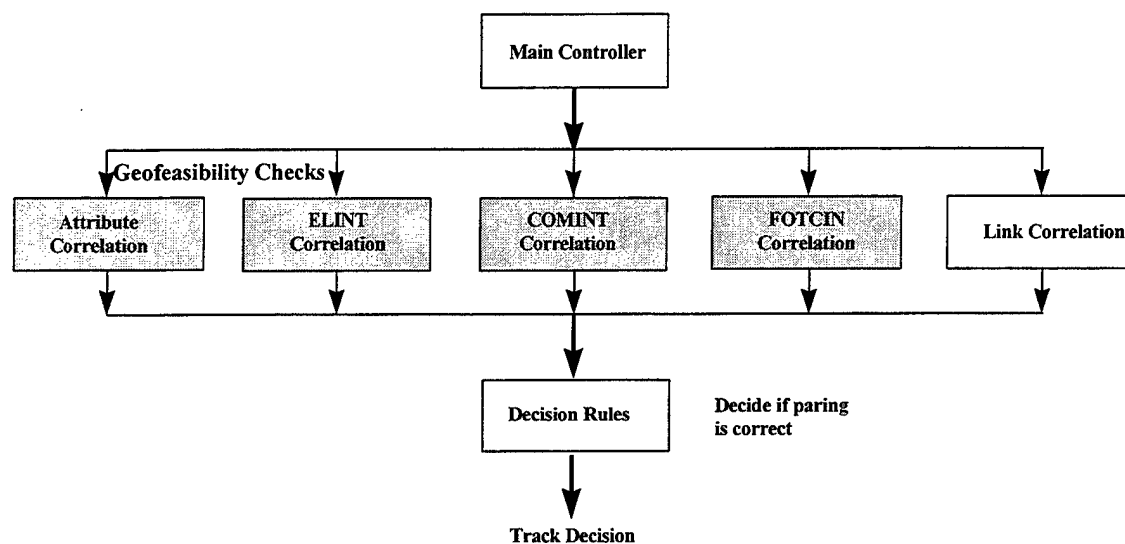 Main Controller
Geofeasibility Checks
Attribute
Correlation
ELINT
Correlation
COMINT
Correlation
FOTCIN
Correlation
Link Correlation
Decision Rules
Decide if paring
is correct
Track Decision